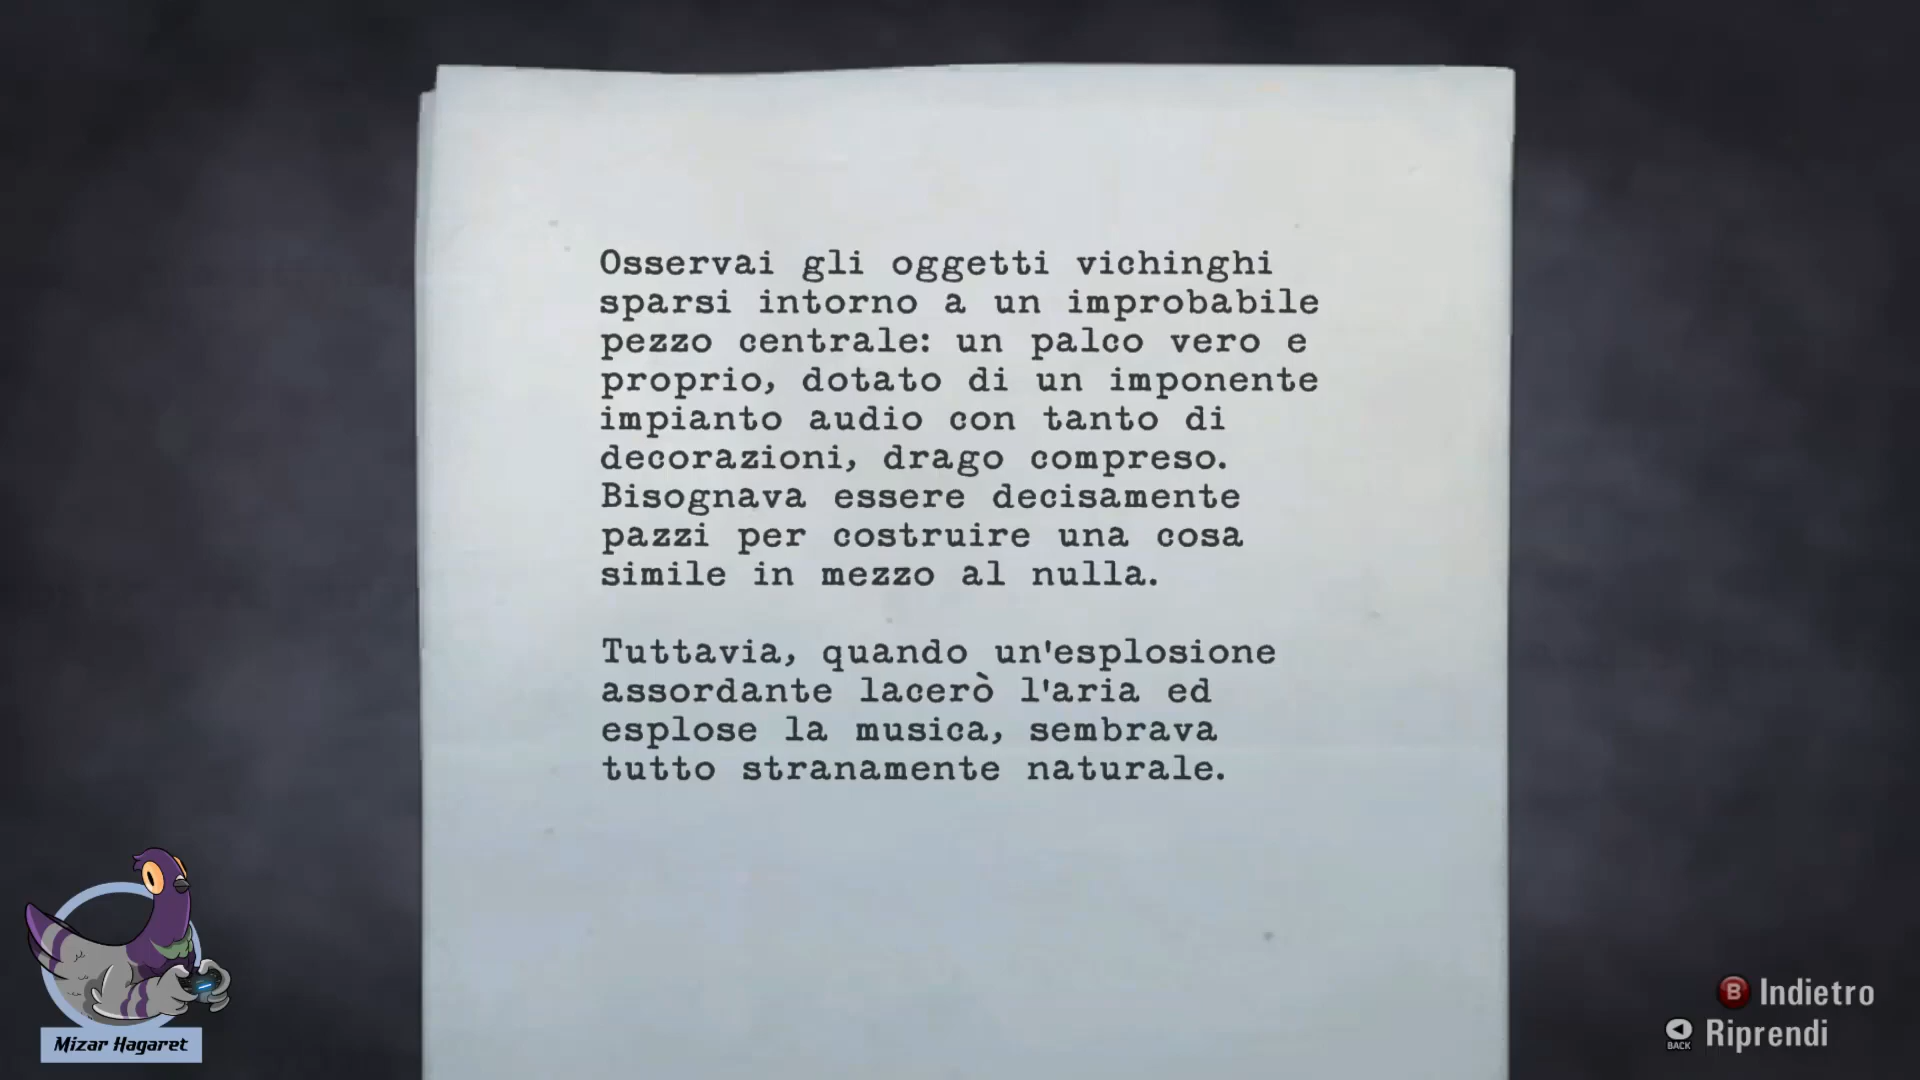 Osservai gli oggetti vichinghi
sparsi intorno a un improbabile
pezzo centrale: un palco vero e
proprio, dotato di un imponente
impianto audio con tanto di
decorazioni, drago compreso.
Bisognava essere decisamente
pazzi per costruire una cosa
simile in mezzo al nulla.
Tuttavia, quando un'esplosione
assordante lacerò l'aria ed
esplose la musica, sembrava
tutto stranamente naturale.
Mizar Hagaret
B Indietro
BACK Riprendi